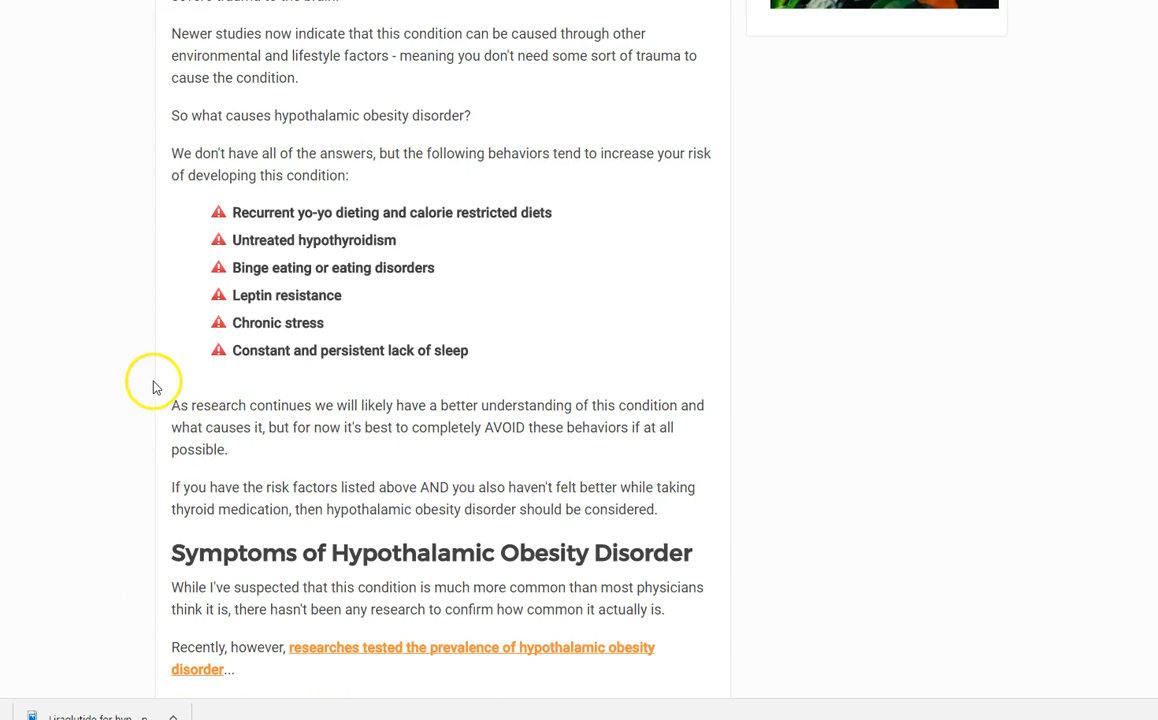 Newer studies now indicate that this condition can be caused through other
environmental and lifestyle factors - meaning you don't need some sort of trauma to
cause the condition.
So what causes hypothalamic obesity disorder?
We don't have all of the answers, but the following behaviors tend to increase your risk
of developing this condition:
Recurrent yo-yo dieting and calorie restricted diets
Untreated hypothyroidism
Binge eating or eating disorders
Leptin resistance
Chronic stress
Constant and persistent lack of sleep
As research continues we will likely have a better understanding of this condition and
what causes it, but for now it's best to completely AVOID these behaviors if at all
possible.
If you have the risk factors listed above AND you also haven't felt better while taking
thyroid medication, then hypothalamic obesity disorder should be considered.
Symptoms of Hypothalamic Obesity Disorder
While I've suspected that this condition is much more common than most physicians
think it is, there hasn't been any research to confirm how common it actually is.
Recently, however, researches tested the prevalence of hypothalamic obesity
disorder...